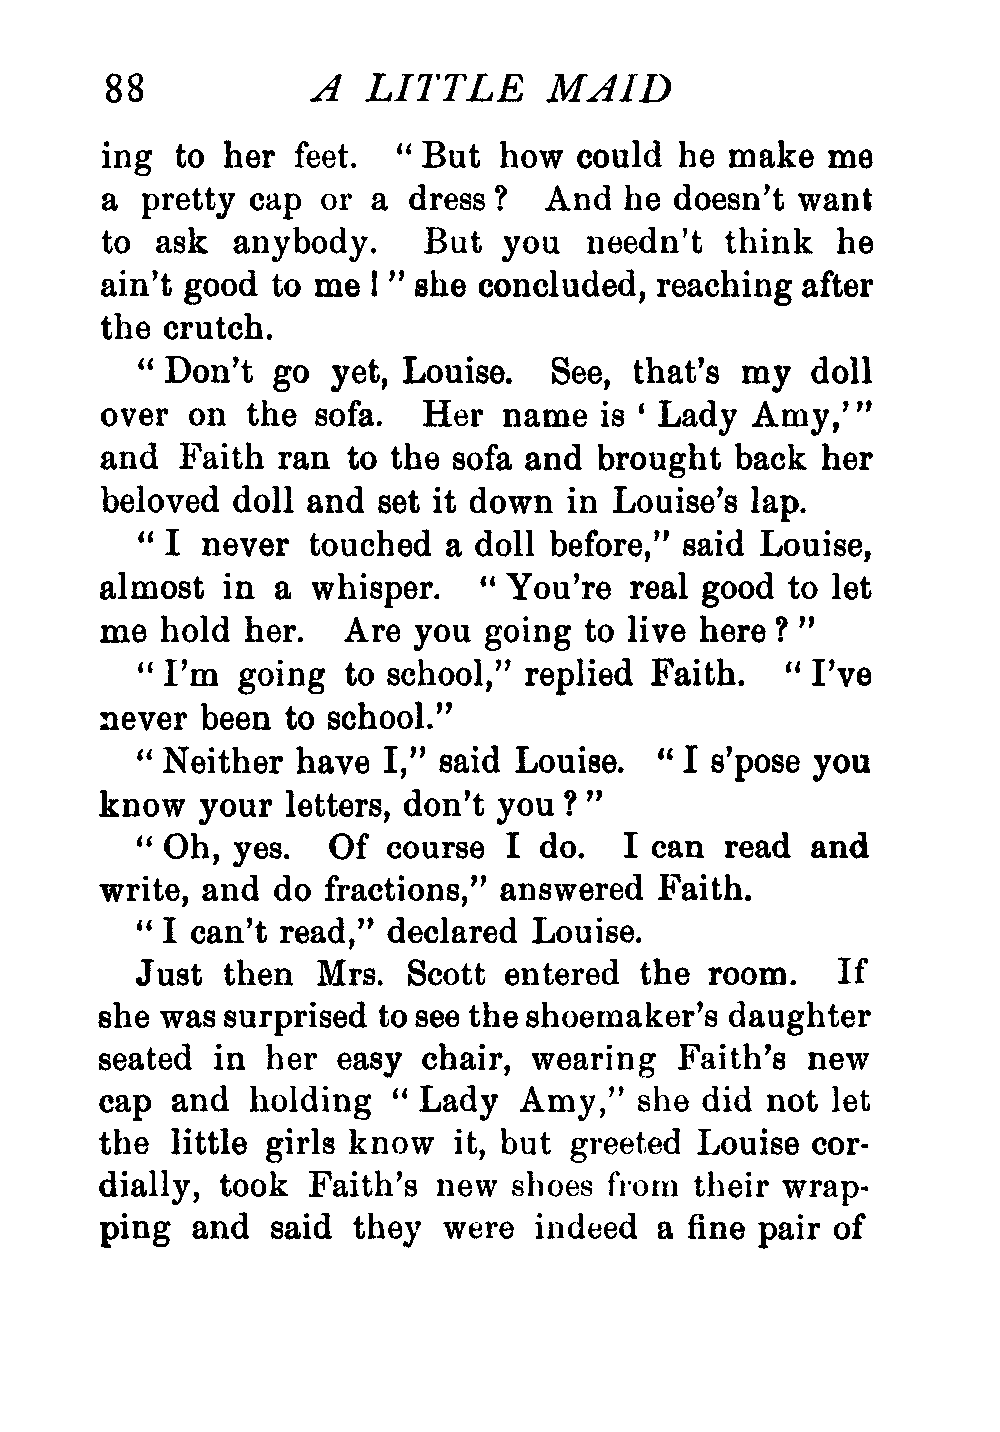 88 A LITTLE MAID
ing to her feet. “ But how could he make me
a pretty cap or a dress ? And he doesn’t want
to ask anybody. But you needn’t think he
ain’t good to me ! ” she concluded, reaching after
the crutch.
“ Don’t go yet, Louise. See, that’s my doll
over on the sofa. Her name is ‘ Lady Amy,’”
and Faith ran to the sofa and brought back her
beloved doll and set it down in Louise’s lap.
“ I never touched a doll before,” said Louise,
almost in a whisper. “ You’re real good to let
me hold her. Are you going to live here ? ”
“ I’m going to school,” replied Faith. “ I’ve
never been to school.”
“ Neither have I,” said Louise. “ I s’pose you
know your letters, don’t you ? ”
“ Oh, yes. Of course I do. I can read and
write, and do fractions,” answered Faith.
“ I can’t read,” declared Louise.
Just then Mrs. Scott entered the room. If
she was surprised to see the shoemaker’s daughter
seated in her easy chair, wearing Faith’s new
cap and holding “ Lady Amy,” she did not let
the little girls know it, but greeted Louise cor-
dially, took Faith’s new shoes from their wrap-
ping and said they were indeed a fine pair of